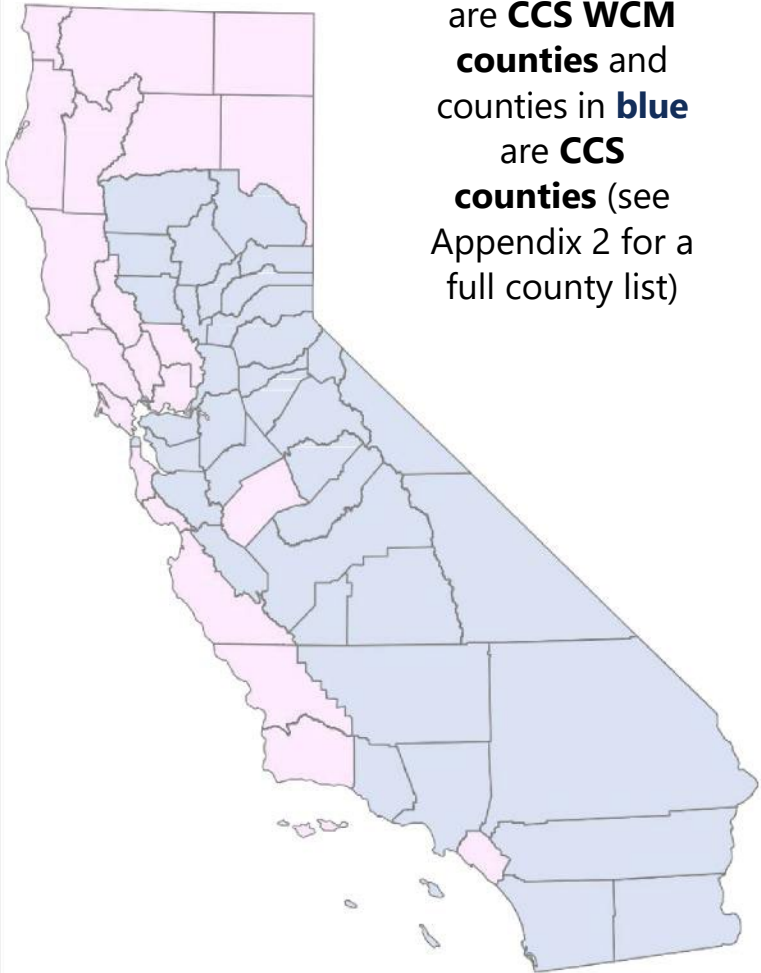 are CCS WCM
counties and
counties in blue
are CCS
counties (see
Appendix 2 for a
full county list)